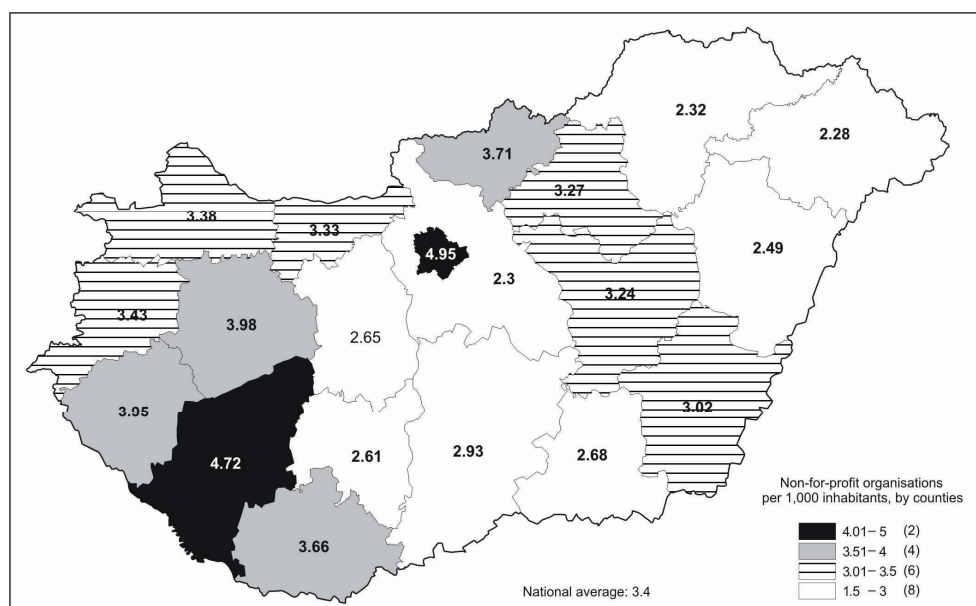 2.32
2.28
3.71
3.27
3.38
3.33
4.95
2.49
2.3
3.24
3.43
3.98
2.65
3.95
3.02
4.72
2.61
2.93
2.68
3.66
Non-for-profit organisations
per 1,000 inhabitants, by counties
4.01 – 5 (2)
3.51 – 4 (4)
3.01 – 3.5 (6)
1.5 – 3 (8)
National average: 3.4